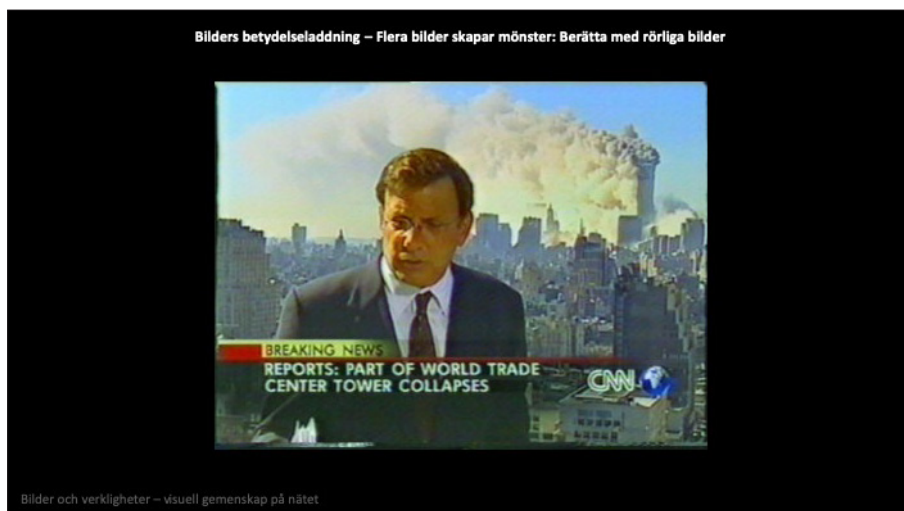 Bilders betydelseladdning – Flera bilder skapar mönster: Berätta med rörliga bilder
BREAKING NEWS
REPORTS: PART OF WORLD TRADE
CENTER TOWER COLLAPSES
CNN
Bilder och verkligheter – visuell gemenskap på nätet